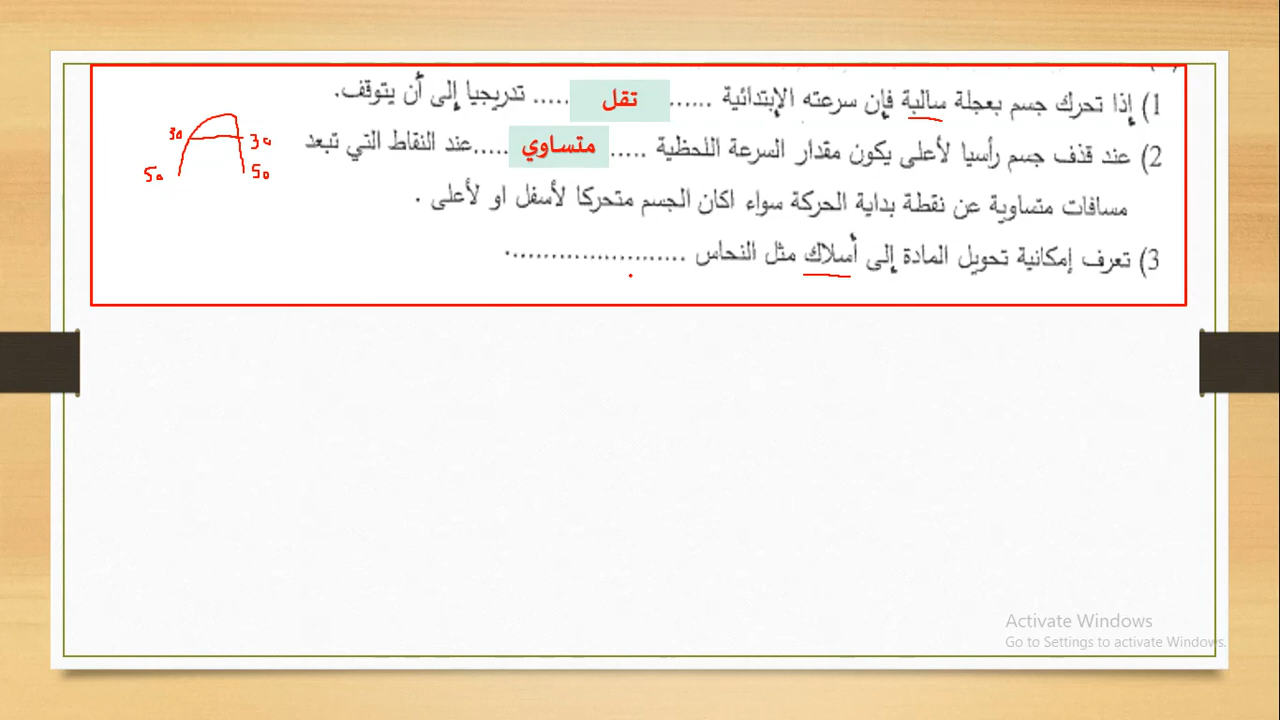 1) إذا تحرك جسم بعجلة سالبة فإن سرعته الإبتدائية ...... تقل ..... تدريجيا إلى أن يتوقف.
2) عند قذف جسم رأسيا لأعلى يكون مقدار السرعة اللحظية ..... متساوي .....عند النقاط التي تبعد
مسافات متساوية عن نقطة بداية الحركة سواء اكان الجسم متحركا لأسفل او لأعلى .
3) تعرف إمكانية تحويل المادة إلى أسلاك مثل النحاس .......................
30 30
50 50
Activate Windows
Go to Settings to activate Windows.